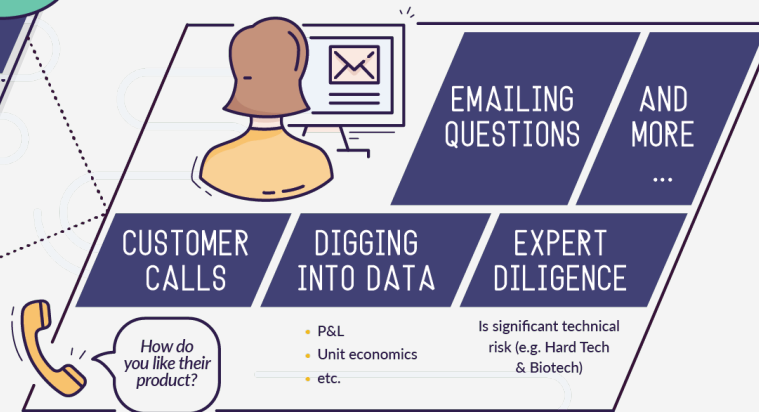 EMAILING
QUESTIONS
AND
MORE
...
CUSTOMER
CALLS
DIGGING
INTO DATA
EXPERT
DILIGENCE
How do
you like their
product?
• P&L
• Unit economics
• etc.
Is significant technical
risk (e.g. Hard Tech
& Biotech)